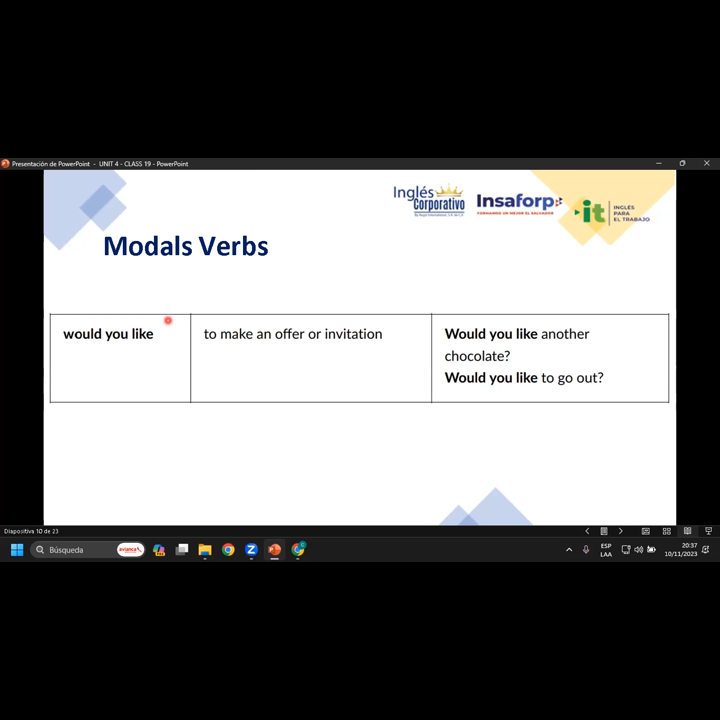 Presentación de PowerPoint - UNIT 4 - CLASS 19 - PowerPoint
Inglés
Corporativo
Insaforp
FORMANDO UN MEJOR EL SALVADOR
it
INGLÉS
PARA
EL TRABAJO
Modals Verbs
would you like
to make an offer or invitation
Would you like another
chocolate?
Would you like to go out?
Diapositiva 10 de 23
Búsqueda
avianca
ESP
LAA
20:37
10/11/2023